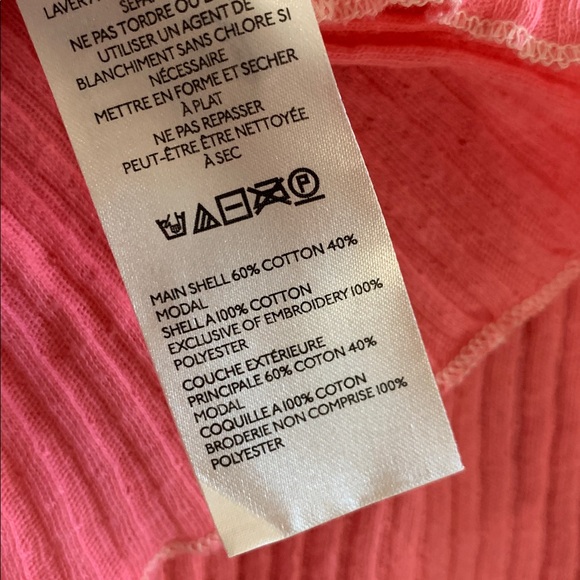 LAVER
SÉPA
NE PAS TORDRE OU
UTILISER UN AGENT DE
BLANCHIMENT SANS CHLORE SI
NÉCESSAIRE
METTRE EN FORME ET SECHER
À PLAT
NE PAS REPASSER
PEUT-ÊTRE ÊTRE NETTOYÉE
À SEC
P
MAIN SHELL 60% COTTON 40%
MODAL
SHELL A 100% COTTON
EXCLUSIVE OF EMBROIDERY 100%
POLYESTER
COUCHE EXTÉRIEURE
PRINCIPALE 60% COTON 40%
MODAL
COQUILLE A 100% COTON
BRODERIE NON COMPRISE 100%
POLYESTER